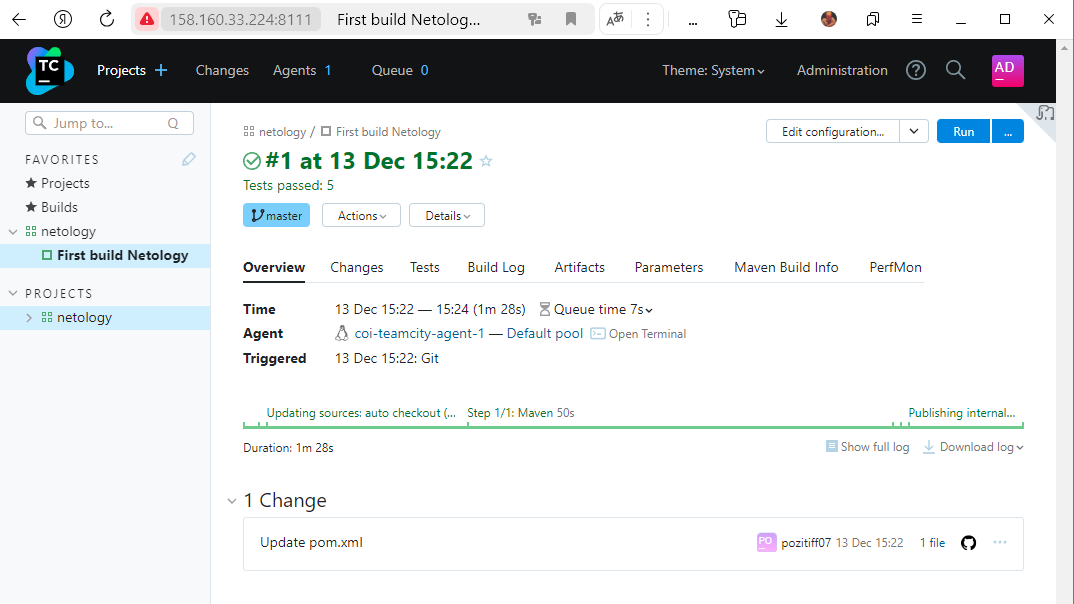 158.160.33.224:8111 First build Netolog...
TC Projects + Changes Agents 1 Queue 0 Theme: System Administration ? AD
Jump to... Q
FAVORITES
Projects
Builds
netology
First build Netology
PROJECTS
netology
netology / First build Netology
Edit configuration... Run ...
#1 at 13 Dec 15:22
Tests passed: 5
master Actions Details
Overview Changes Tests Build Log Artifacts Parameters Maven Build Info PerfMon
Time 13 Dec 15:22 — 15:24 (1m 28s) Queue time 7s
Agent coi-teamcity-agent-1 — Default pool Open Terminal
Triggered 13 Dec 15:22: Git
Updating sources: auto checkout (... Step 1/1: Maven 50s Publishing internal...
Duration: 1m 28s Show full log Download log
1 Change
Update pom.xml PO pozitiff07 13 Dec 15:22 1 file ...